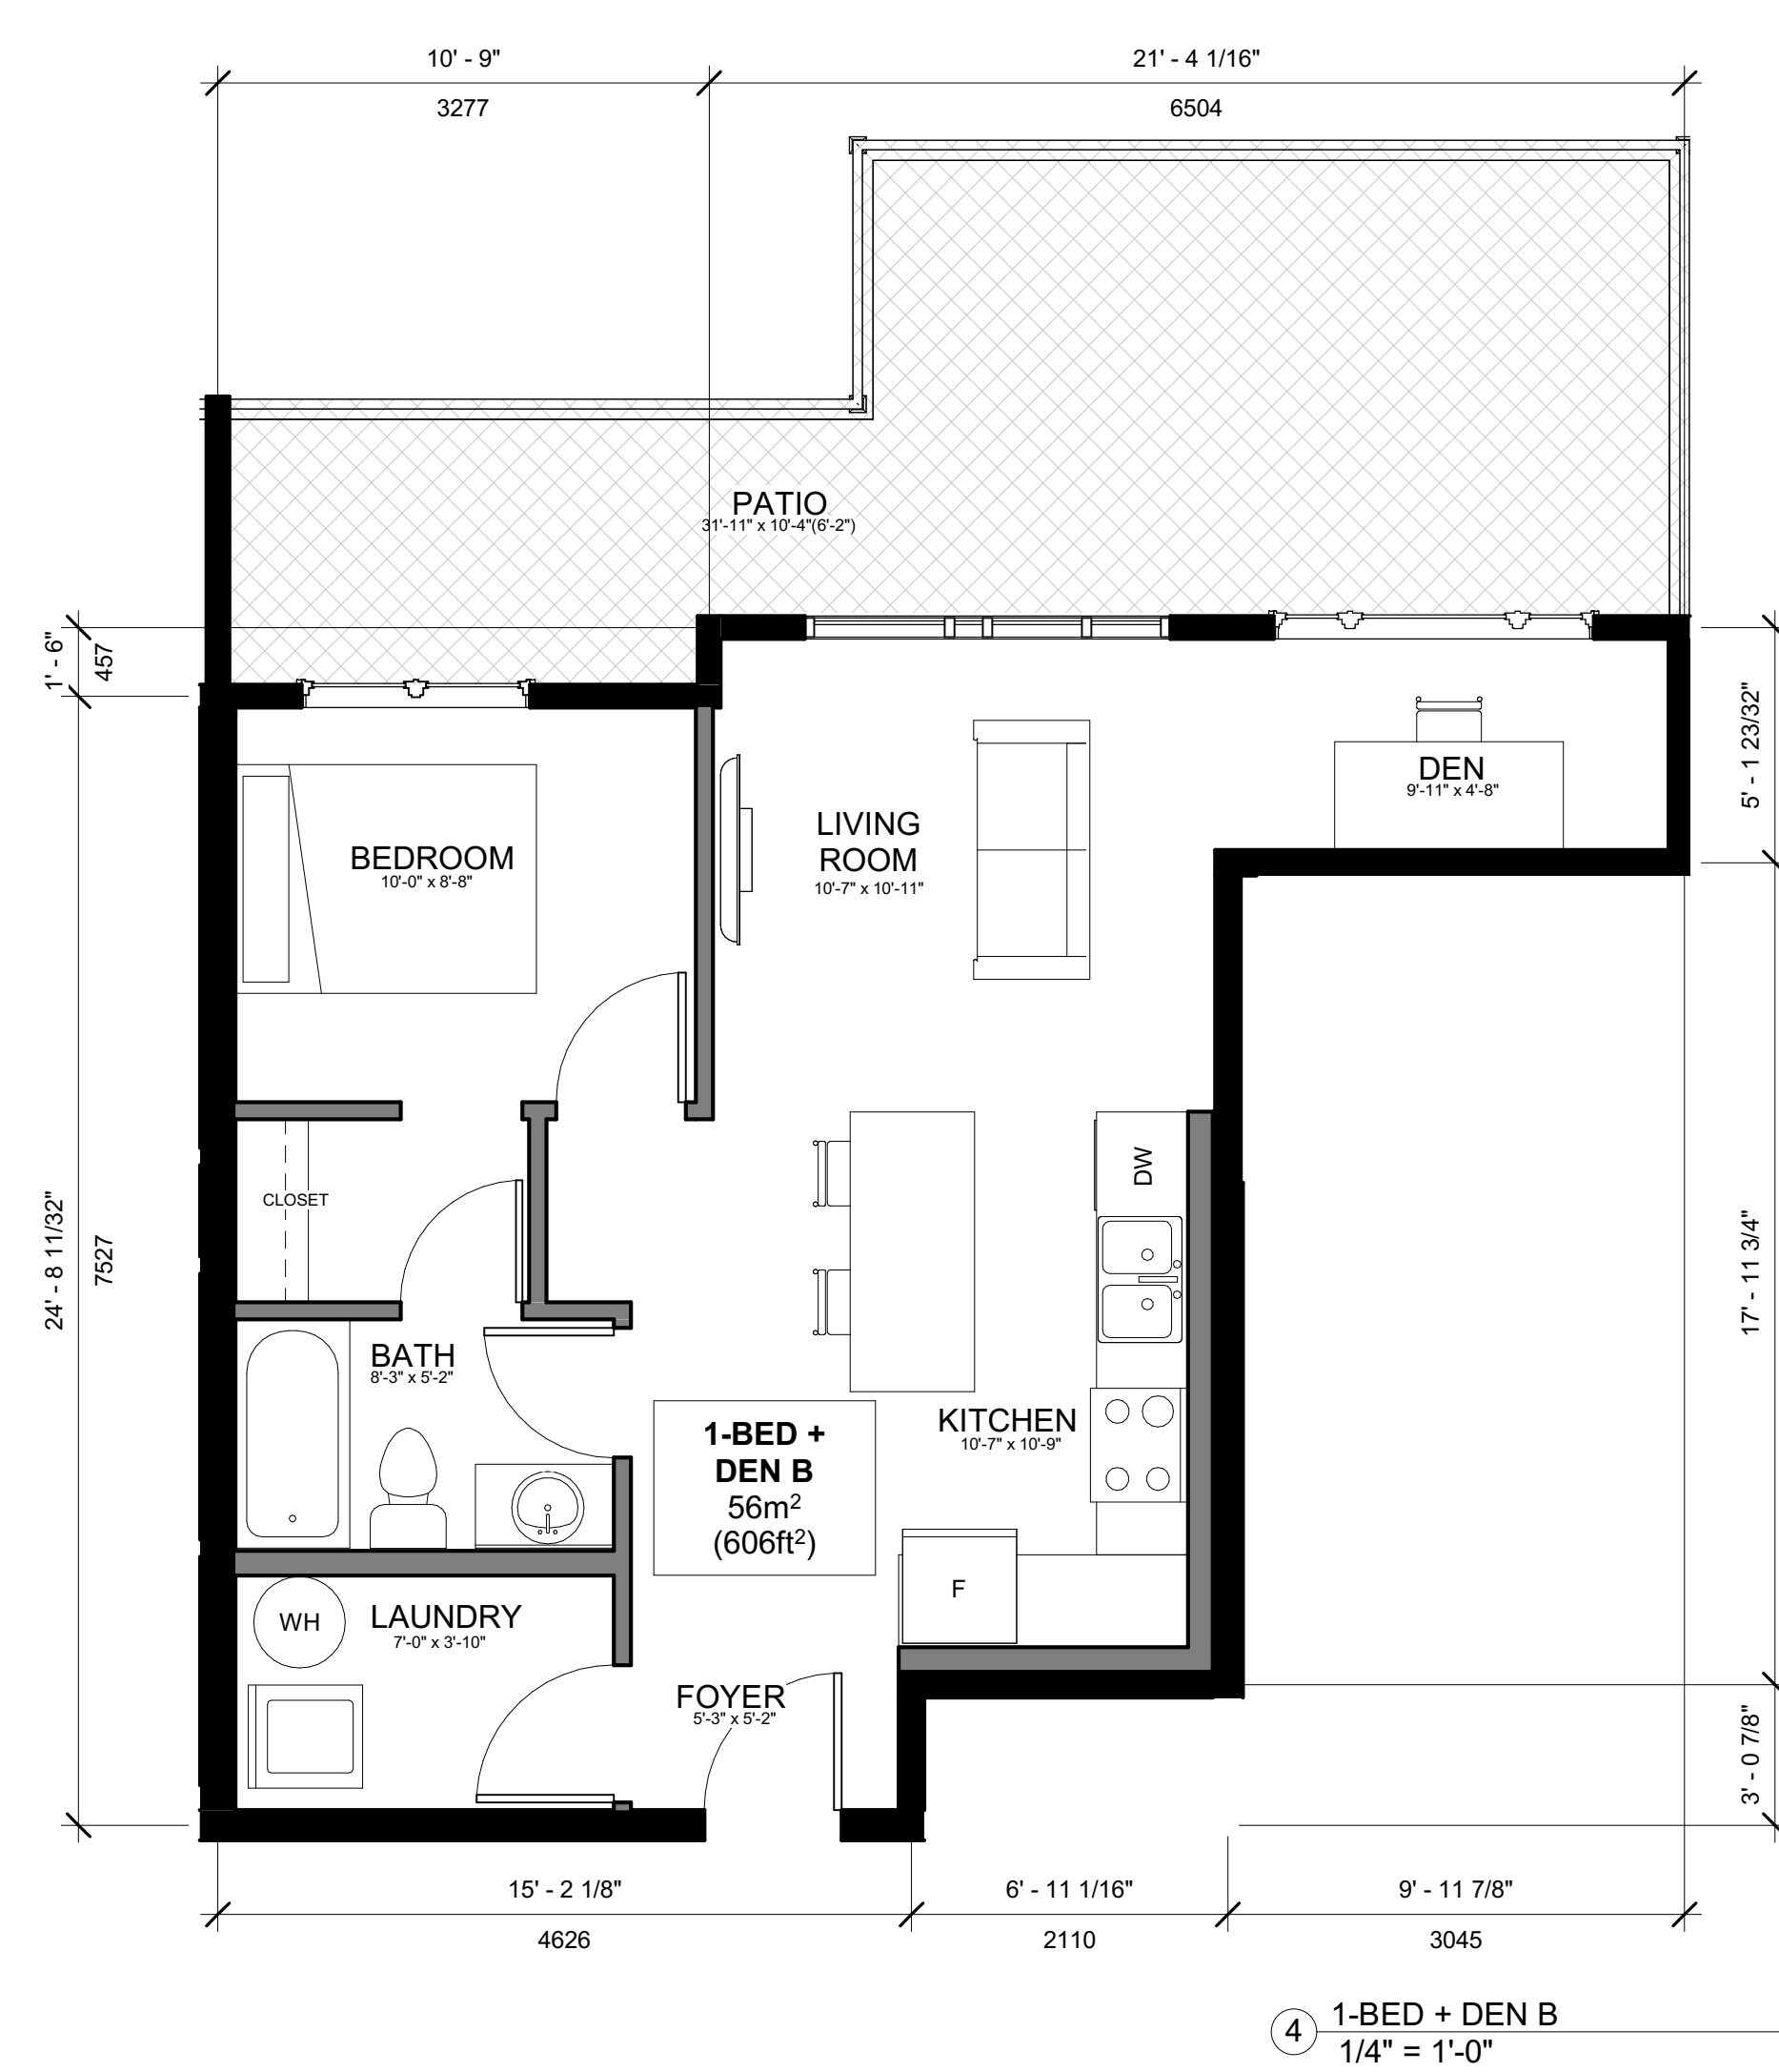 10' - 9"
21' - 4 1/16"
3277
6504
PATIO
31'-11" x 10'-4"(6'-2")
1' - 6"
457
5' - 1 23/32"
DEN
9'-11" x 4'-8"
LIVING
ROOM
10'-7" x 10'-11"
BEDROOM
10'-0" x 8'-8"
DW
CLOSET
24' - 8 11/32"
7527
17' - 11 3/4"
BATH
8'-3" x 5'-2"
KITCHEN
10'-7" x 10'-9"
1-BED +
DEN B
56m²
(606ft²)
F
WH
LAUNDRY
7'-0" x 3'-10"
FOYER
5'-3" x 5'-2"
3' - 0 7/8"
15' - 2 1/8"
6' - 11 1/16"
9' - 11 7/8"
4626
2110
3045
4
1-BED + DEN B
1/4" = 1'-0"